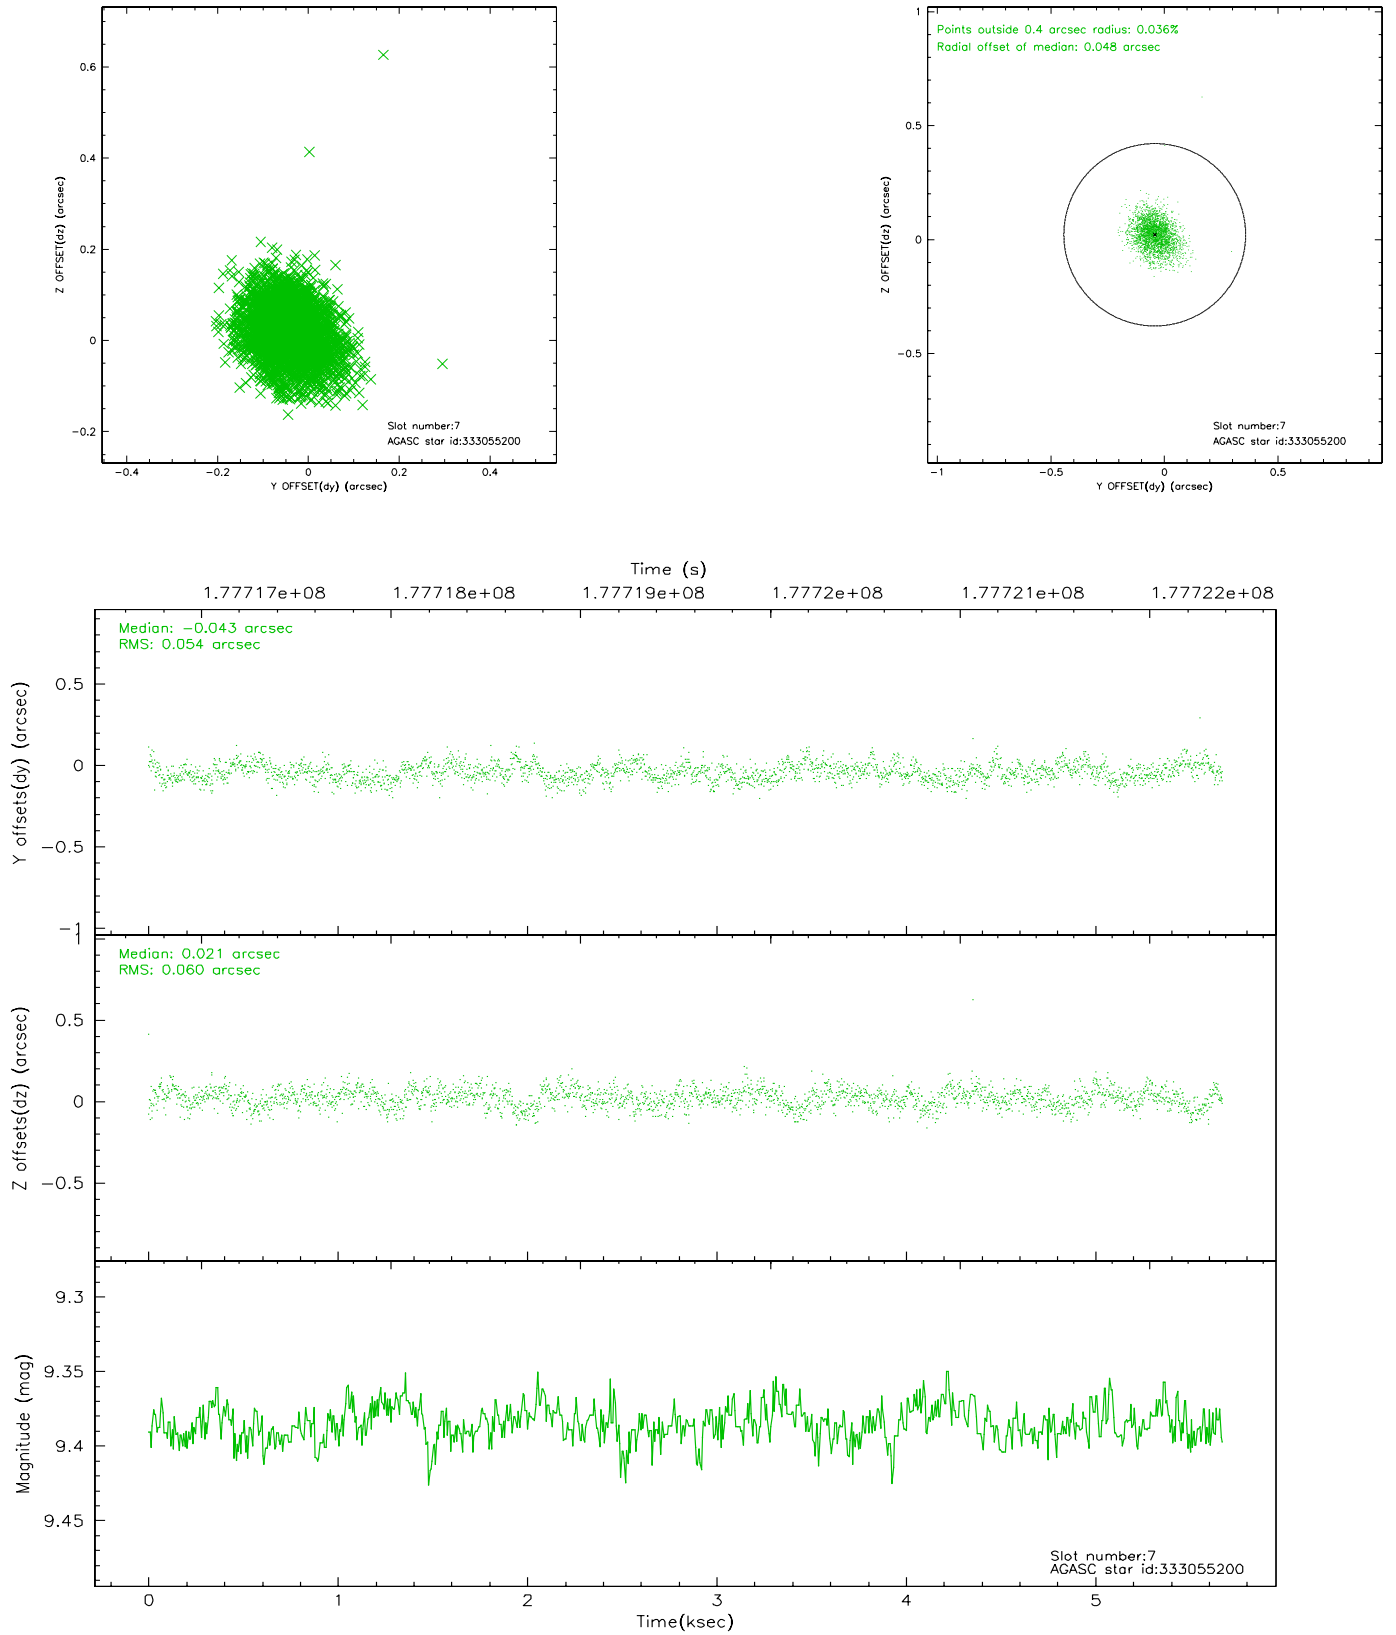 0.6
0.4
0.2
0
−0.2
Z OFFSET(dz) (arcsec)
−0.4
−0.2
0
0.2
0.4
Y OFFSET(dy) (arcsec)
Slot number:7
AGASC star id:333055200
Points outside 0.4 arcsec radius: 0.036%
Radial offset of median: 0.048 arcsec
1
0.5
0
−0.5
Z OFFSET(dz) (arcsec)
−1
−0.5
0
0.5
Y OFFSET(dy) (arcsec)
Slot number:7
AGASC star id:333055200
Time (s)
1.77717e+08
1.77718e+08
1.77719e+08
1.7772e+08
1.77721e+08
1.77722e+08
Median: −0.043 arcsec
RMS: 0.054 arcsec
0.5
0
−0.5
−1
Y offsets(dy) (arcsec)
Median: 0.021 arcsec
RMS: 0.060 arcsec
1
0.5
0
−0.5
Z offsets(dz) (arcsec)
9.3
9.35
9.4
9.45
Magnitude (mag)
Slot number:7
AGASC star id:333055200
0
1
2
3
4
5
Time(ksec)